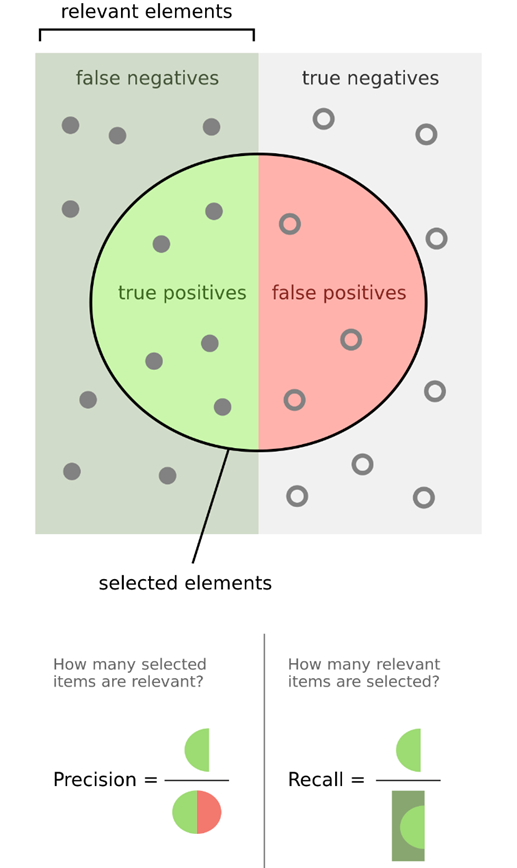 relevant elements
false negatives
true negatives
true positives
false positives
selected elements
How many selected
items are relevant?
How many relevant
items are selected?
Precision =
Recall =